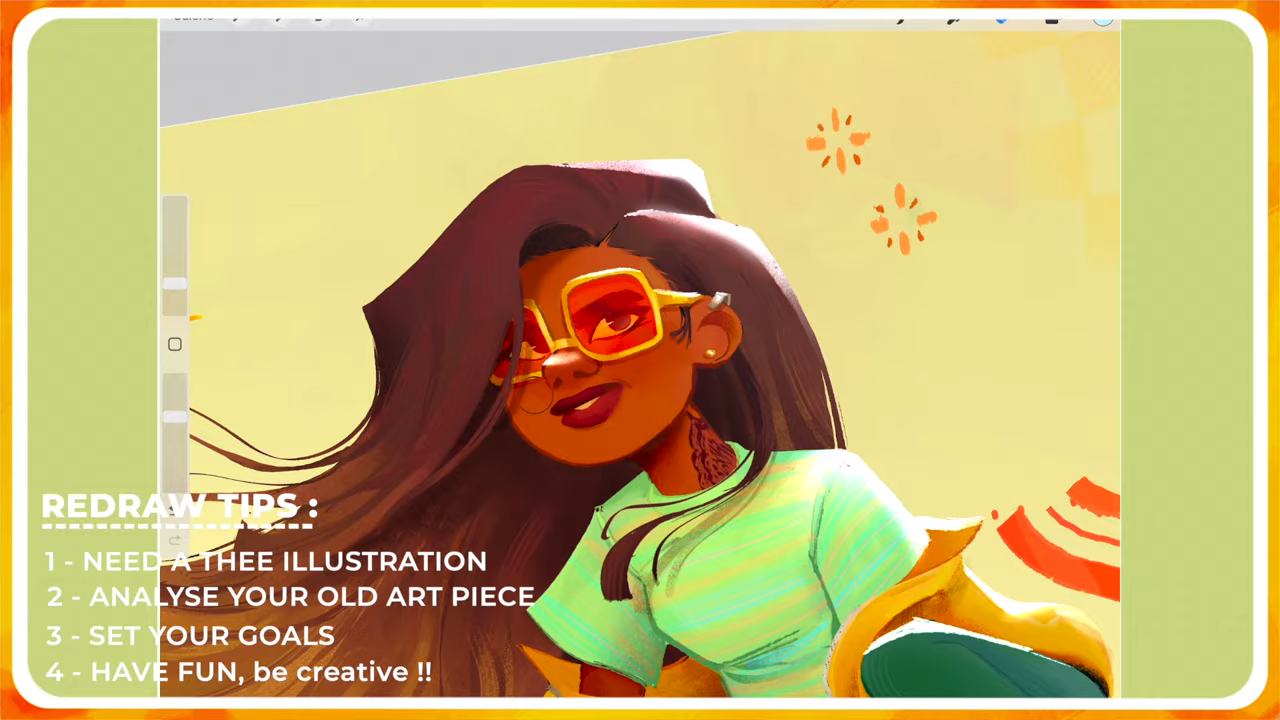 REDRAW TIPS :
1 - NEED A THEE ILLUSTRATION
2 - ANALYSE YOUR OLD ART PIECE
3 - SET YOUR GOALS
4 - HAVE FUN, be creative !!